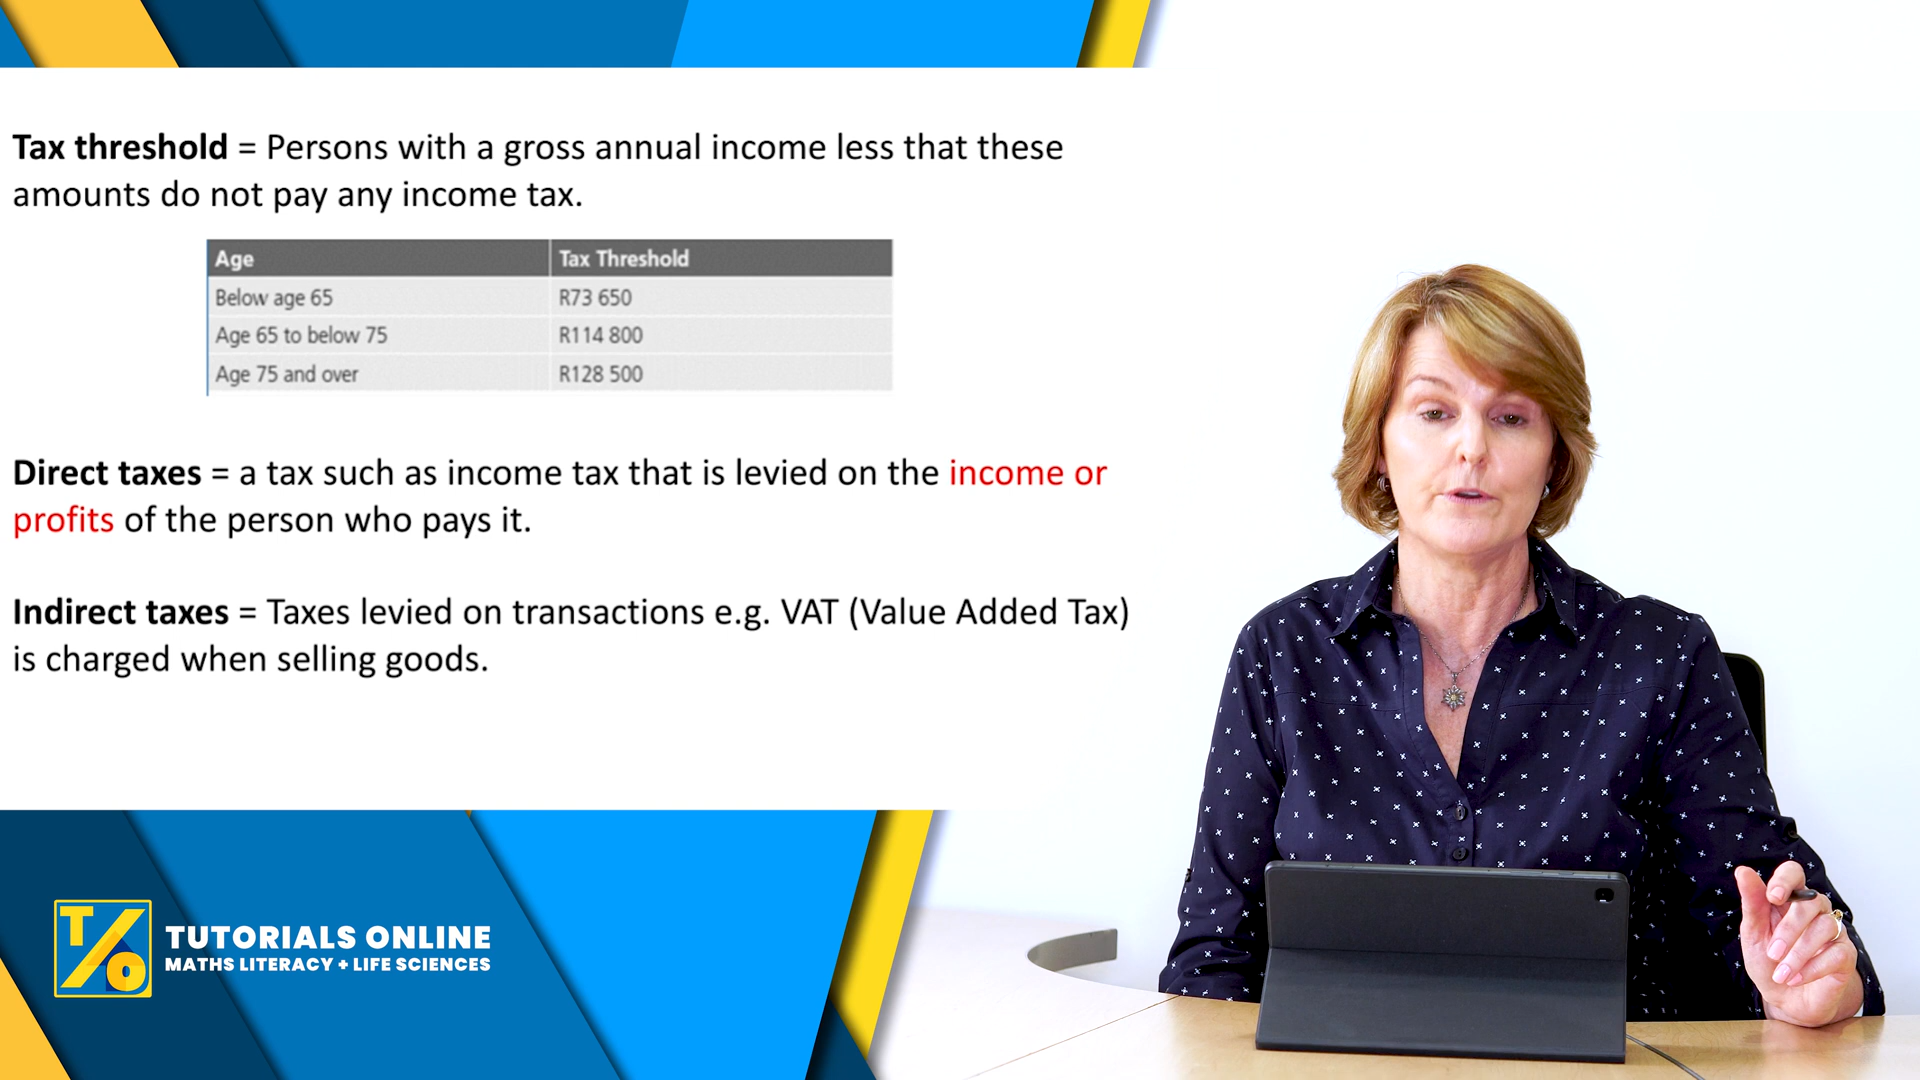 Tax threshold = Persons with a gross annual income less that these
amounts do not pay any income tax.
Age Tax Threshold
Below age 65 R73 650
Age 65 to below 75 R114 800
Age 75 and over R128 500
Direct taxes = a tax such as income tax that is levied on the income or
profits of the person who pays it.
Indirect taxes = Taxes levied on transactions e.g. VAT (Value Added Tax)
is charged when selling goods.
T/O
TUTORIALS ONLINE
MATHS LITERACY + LIFE SCIENCES